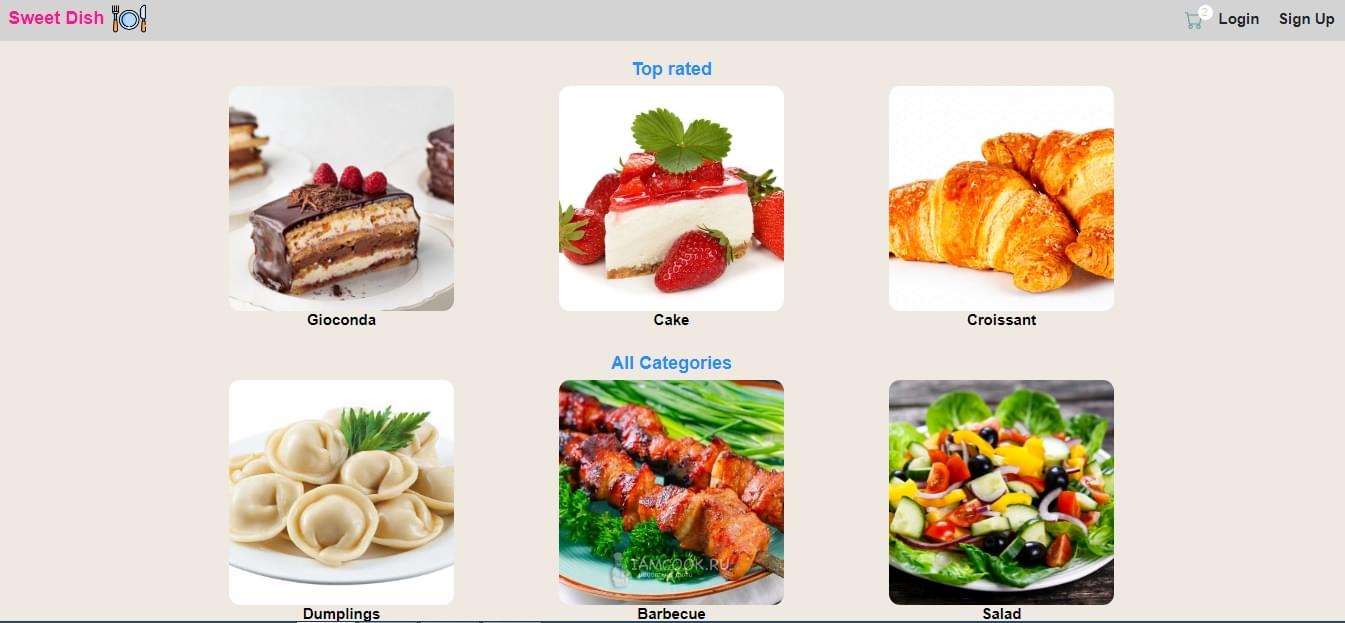 Sweet Dish
2
Login
Sign Up
Top rated
Gioconda
Cake
Croissant
All Categories
IAMCOOK.RU
Dumplings
Barbecue
Salad